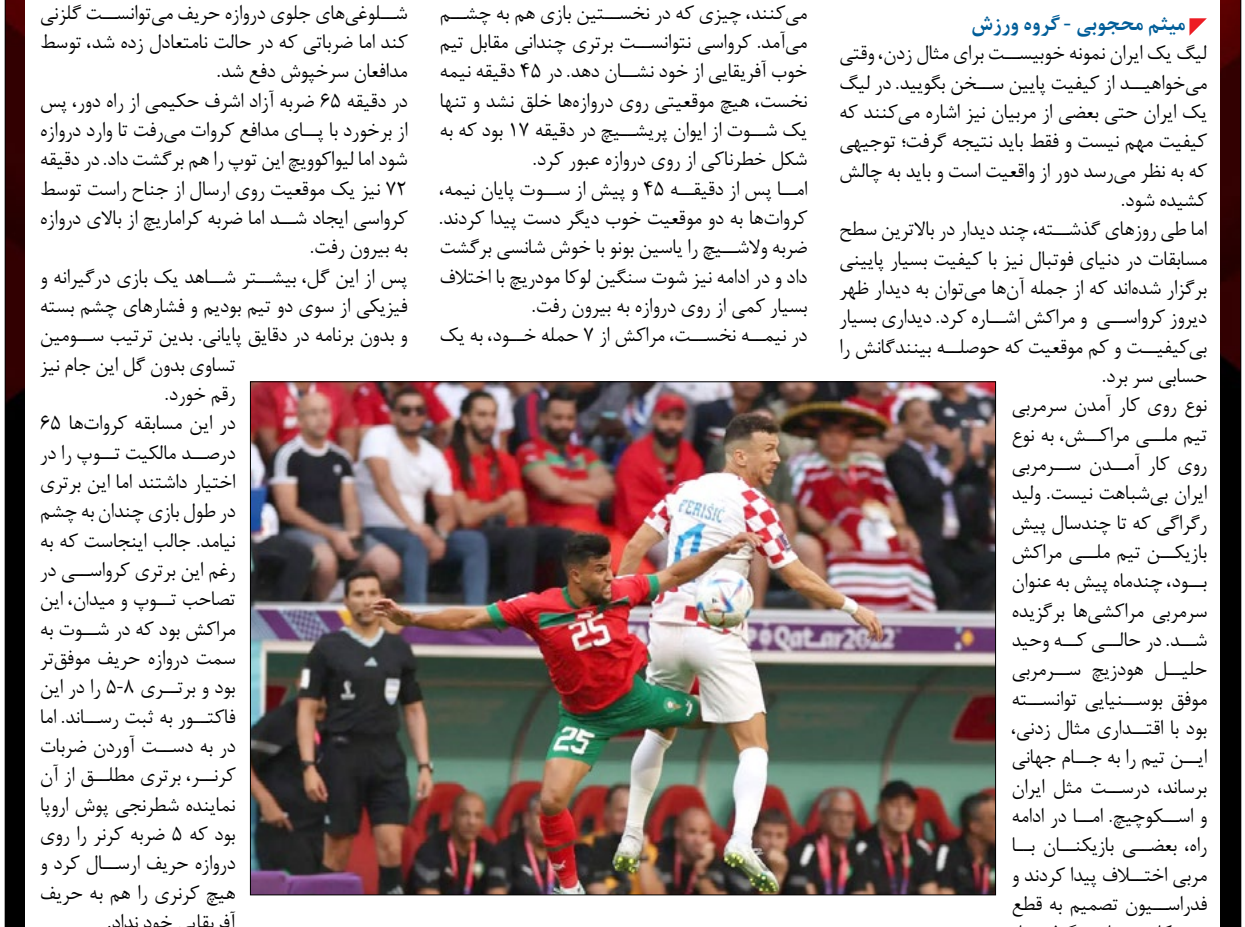 میثم محجوبی - گروه ورزش
لیگ یک ایران نمونه خوبیست برای مثال زدن، وقتی
می‌خواهید از کیفیت پایین سخن بگویید. در لیگ
یک ایران حتی بعضی از مربیان نیز اشاره می‌کنند که
کیفیت مهم نیست و فقط باید نتیجه گرفت؛ توجیهی
که به نظر می‌رسد دور از واقعیت است و باید به چالش
کشیده شود.
اما طی روزهای گذشته، چند دیدار در بالاترین سطح
مسابقات در دنیای فوتبال نیز با کیفیت بسیار پایینی
برگزار شده‌اند که از جمله آن‌ها می‌توان به دیدار ظهر
دیروز کرواسی و مراکش اشاره کرد. دیداری بسیار
بی‌کیفیت و کم موقعیت که حوصله بینندگانش را
حسابی سر برد.
نوع روی کار آمدن سرمربی
تیم ملی مراکش، به نوع
روی کار آمدن سرمربی
ایران بی‌شباهت نیست. ولید
رگراگی که تا چندسال پیش
بازیکن تیم ملی مراکش
بود، چندماه پیش به عنوان
سرمربی مراکشی‌ها برگزیده
شد. در حالی که وحید
حلیل هودزیچ سرمربی
موفق بوسنیایی توانسته
بود با اقتداری مثال زدنی،
این تیم را به جام جهانی
برساند، درست مثل ایران
و اسکوچیچ. اما در ادامه
راه، بعضی بازیکنان با
مربی اختلاف پیدا کردند و
فدراسیون تصمیم به قطع
می‌کنند، چیزی که در نخستین بازی هم به چشم
می‌آمد. کرواسی نتوانست برتری چندانی مقابل تیم
خوب آفریقایی از خود نشان دهد. در ۴۵ دقیقه نیمه
نخست، هیچ موقعیتی روی دروازه‌ها خلق نشد و تنها
یک شوت از ایوان پریشیچ در دقیقه ۱۷ بود که به
شکل خطرناکی از روی دروازه عبور کرد.
اما پس از دقیقه ۴۵ و پیش از سوت پایان نیمه،
کروات‌ها به دو موقعیت خوب دیگر دست پیدا کردند.
ضربه ولاشیچ را یاسین بونو با خوش شانسی برگشت
داد و در ادامه نیز شوت سنگین لوکا مودریچ با اختلاف
بسیار کمی از روی دروازه به بیرون رفت.
در نیمه نخست، مراکش از ۷ حمله خود، به یک
شلوغی‌های جلوی دروازه حریف می‌توانست گلزنی
کند اما ضرباتی که در حالت نامتعادل زده شد، توسط
مدافعان سرخپوش دفع شد.
در دقیقه ۶۵ ضربه آزاد اشرف حکیمی از راه دور، پس
از برخورد با پای مدافع کروات می‌رفت تا وارد دروازه
شود اما لیواکوویچ این توپ را هم برگشت داد. در دقیقه
۷۲ نیز یک موقعیت روی ارسال از جناح راست توسط
کرواسی ایجاد شد اما ضربه کراماریچ از بالای دروازه
به بیرون رفت.
پس از این گل، بیشتر شاهد یک بازی درگیرانه و
فیزیکی از سوی دو تیم بودیم و فشارهای چشم بسته
و بدون برنامه در دقایق پایانی. بدین ترتیب سومین
تساوی بدون گل این جام نیز
رقم خورد.
در این مسابقه کروات‌ها ۶۵
درصد مالکیت توپ را در
اختیار داشتند اما این برتری
در طول بازی چندان به چشم
نیامد. جالب اینجاست که به
رغم این برتری کرواسی در
تصاحب توپ و میدان، این
مراکش بود که در شوت به
سمت دروازه حریف موفق‌تر
بود و برتری ۸-۵ را در این
فاکتور به ثبت رساند. اما
در به دست آوردن ضربات
کرنر، برتری مطلق از آن
نماینده شطرنجی پوش اروپا
بود که ۵ ضربه کرنر را روی
دروازه حریف ارسال کرد و
هیچ کرنری را هم به حریف
آفریقایی خود نداد.
PERIŠIĆ
25
25
Qat.ar2022